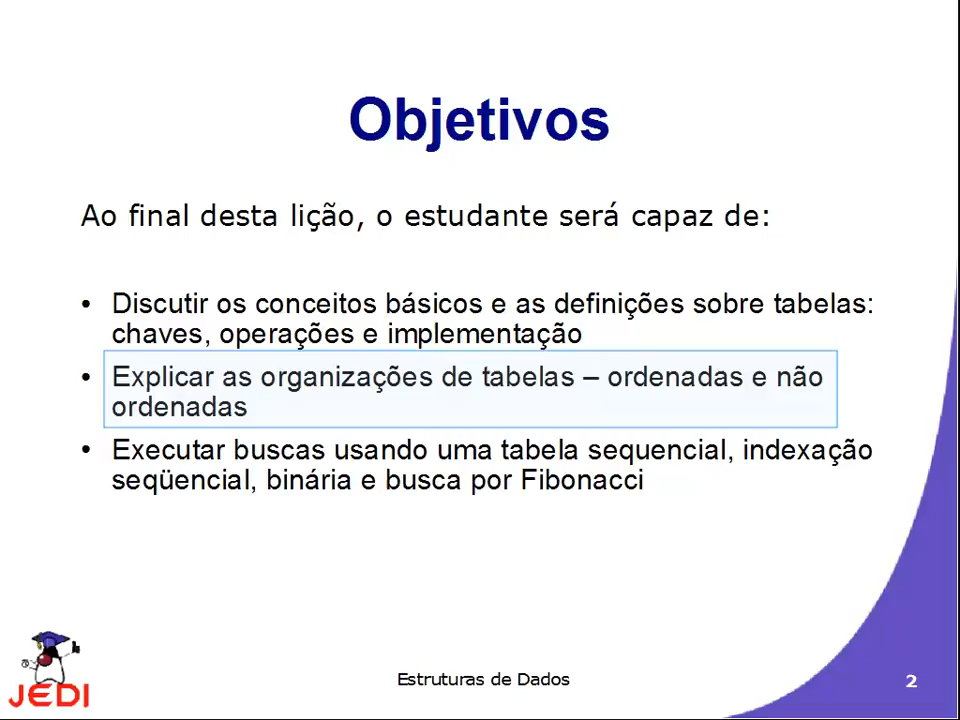 Objetivos
Ao final desta lição, o estudante será capaz de:
• Discutir os conceitos básicos e as definições sobre tabelas:
chaves, operações e implementação
• Explicar as organizações de tabelas – ordenadas e não
ordenadas
• Executar buscas usando uma tabela sequencial, indexação
seqüencial, binária e busca por Fibonacci
JEDI
Estruturas de Dados
2